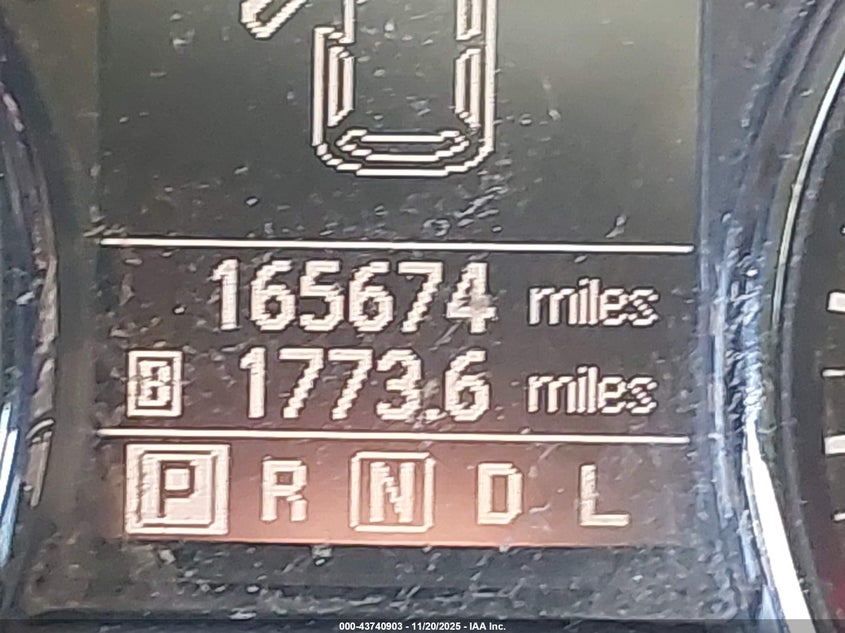 165674 miles
B 1773.6 miles
P R N D L
000-43740903 - 11/20/2025 - IAA Inc.